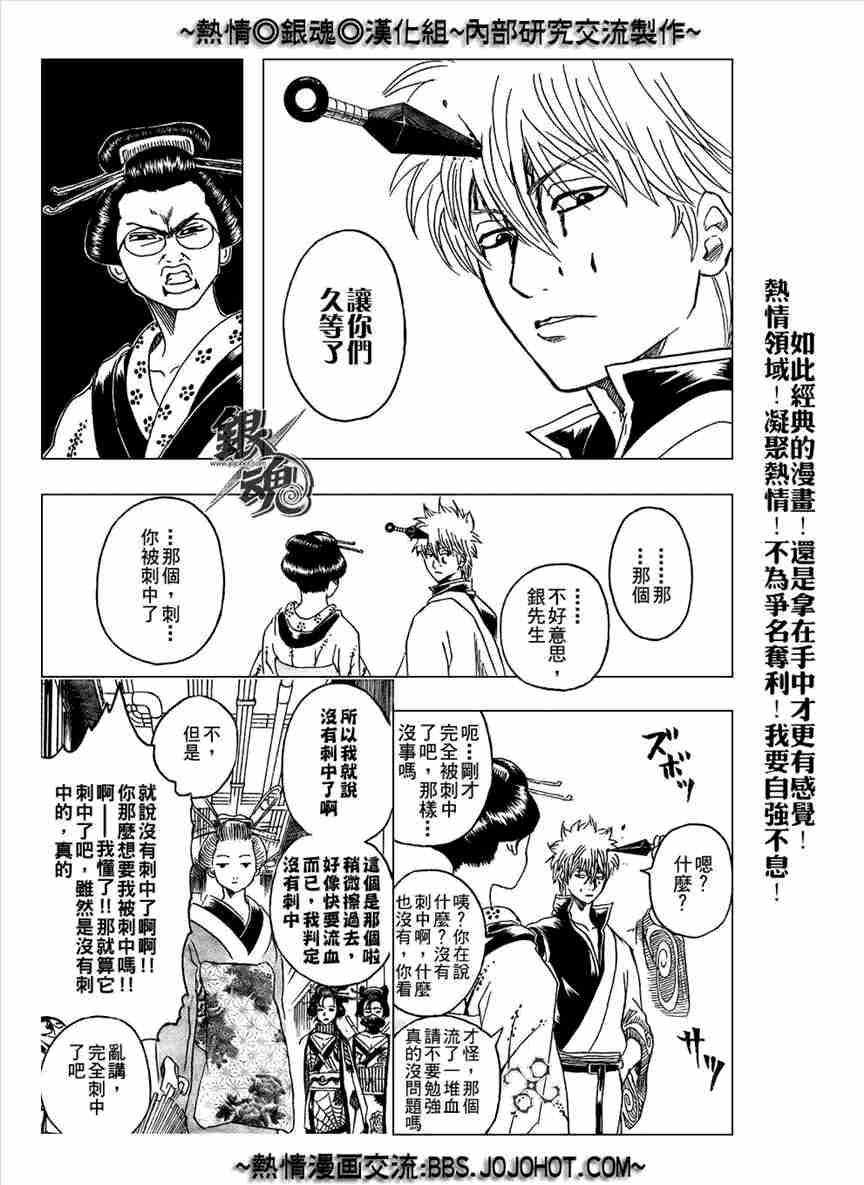 ~熱情◎銀魂◎漢化組~內部研究交流製作~
讓你們
久等了
銀魂
www.jojohot.com
如此經典的漫畫！還是拿在手中才更有感覺！
熱情領域！凝聚熱情！不為爭名奪利！我要自強不息！
……那
…那個
……
不好意思，
銀先生
…那個，刺…
你被刺中了
ズボッ
嗯？
什麼？
呃…剛才
完全被刺中
了吧，那樣…
沒事嗎
咦？你在說
什麼？沒有
刺中啊，什麼
也沒有，你看
サッ
才怪，那個
流了一堆血
請不要勉強
真的沒問題嗎
所以我就說
沒有刺中了啊
這個是那個啦
稍微擦過去，
好像快要流血
而已，我判定
沒有刺中
不，
但是
就說沒有刺中了啊啊!!
你那麼想要我被刺中嗎!!
啊——我懂了!!那就算它
刺中了吧，雖然是沒有刺
中的，真的
亂講，
完全刺中
了吧
~熱情漫画交流:BBS.JOJOHOT.COM~